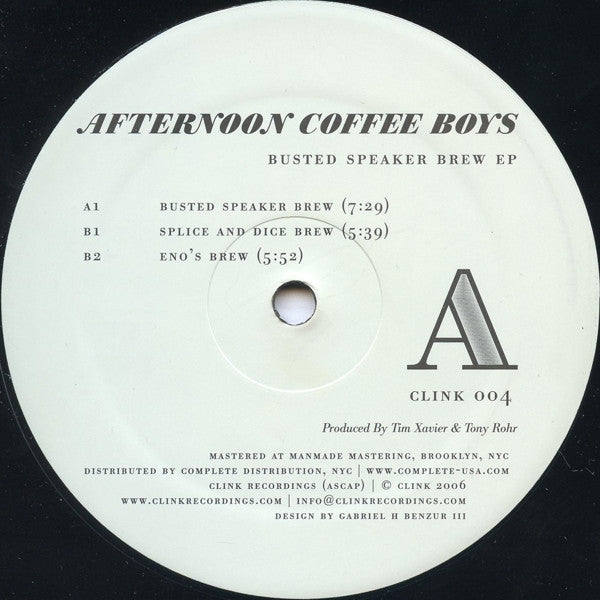 AFTERNOON COFFEE BOYS
BUSTED SPEAKER BREW EP
A1 BUSTED SPEAKER BREW (7:29)
B1 SPLICE AND DICE BREW (5:39)
B2 ENO'S BREW (5:52)
A
CLINK 004
Produced By Tim Xavier & Tony Rohr
MASTERED AT MANMADE MASTERING, BROOKLYN, NYC
DISTRIBUTED BY COMPLETE DISTRIBUTION, NYC | WWW.COMPLETE-USA.COM
CLINK RECORDINGS (ASCAP) | © CLINK 2006
WWW.CLINKRECORDINGS.COM | INFO@CLINKRECORDINGS.COM
DESIGN BY GABRIEL H BENZUR III